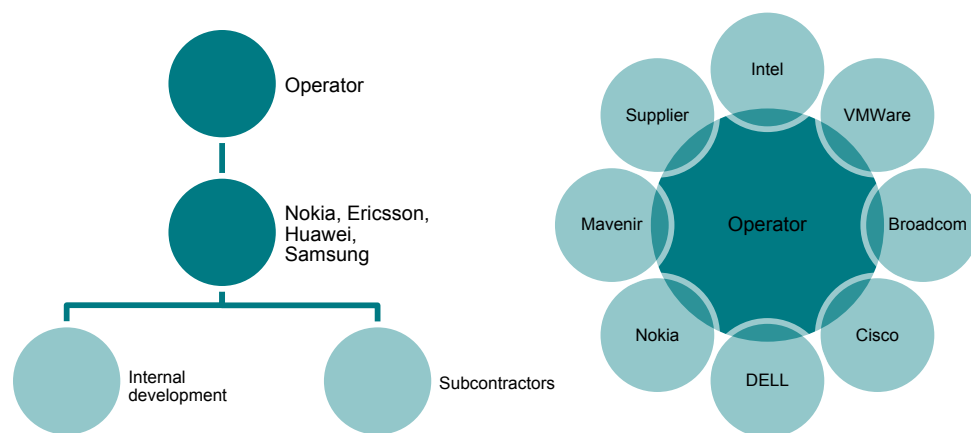 Operator
Nokia, Ericsson,
Huawei,
Samsung
Internal
development
Subcontractors
Intel
Supplier
VMWare
Mavenir
Operator
Broadcom
Nokia
Cisco
DELL